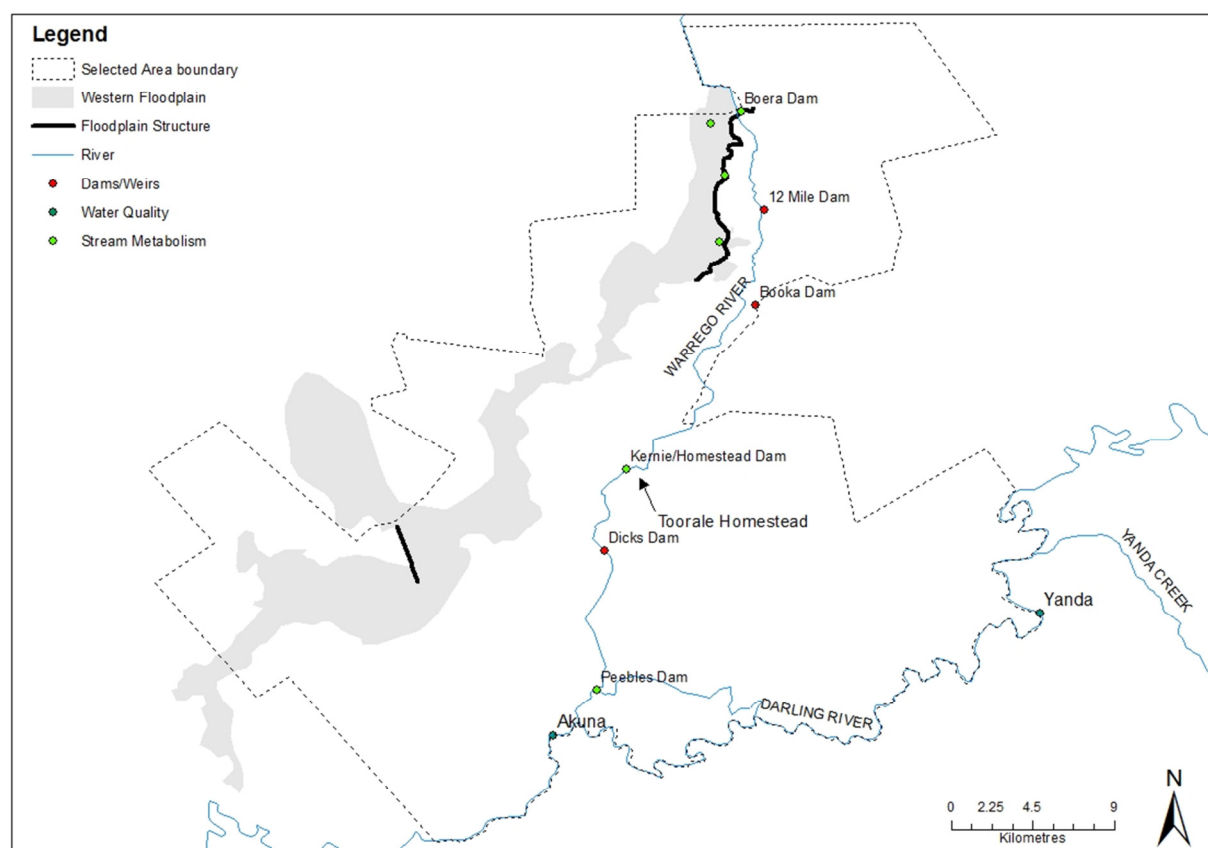 Legend
Selected Area boundary
Western Floodplain
Floodplain Structure
River
Dams/Weirs
Water Quality
Stream Metabolism
Boera Dam
12 Mile Dam
Booka Dam
WARREGO RIVER
Kernie/Homestead Dam
Toorale Homestead
Dicks Dam
YANDA CREEK
Yanda
Peebles Dam
DARLING RIVER
Akuna
N
0 2.25 4.5 9
Kilometres